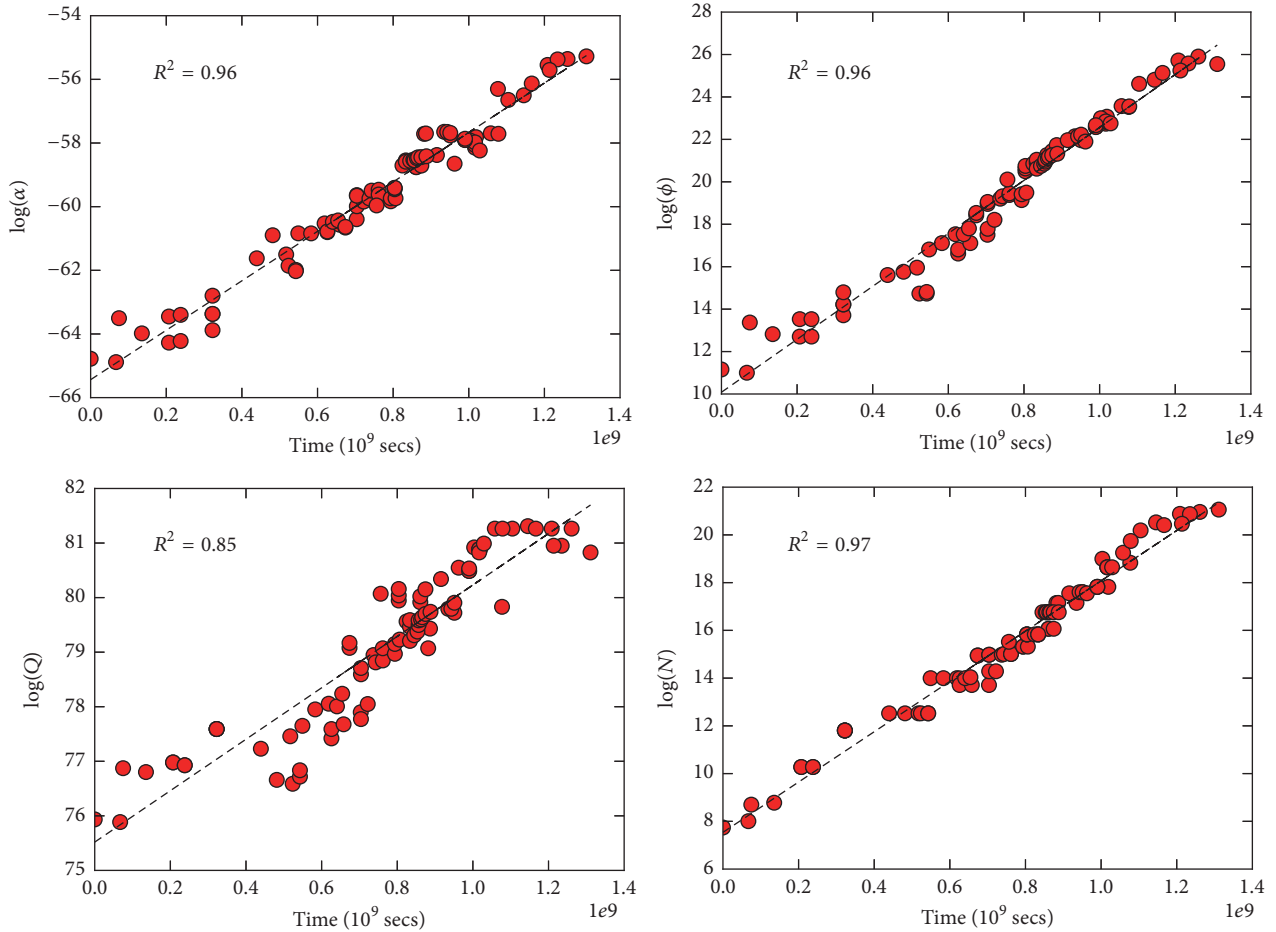 −54
−56
−58
−60
−62
−64
−66
log(α)
R² = 0.96
0.0 0.2 0.4 0.6 0.8 1.0 1.2 1.4
1e9
Time (10⁹ secs)
28
26
24
22
20
18
16
14
12
10
log(ϕ)
R² = 0.96
0.0 0.2 0.4 0.6 0.8 1.0 1.2 1.4
1e9
Time (10⁹ secs)
82
81
80
79
78
77
76
75
log(Q)
R² = 0.85
0.0 0.2 0.4 0.6 0.8 1.0 1.2 1.4
1e9
Time (10⁹ secs)
22
20
18
16
14
12
10
8
6
log(N)
R² = 0.97
0.0 0.2 0.4 0.6 0.8 1.0 1.2 1.4
1e9
Time (10⁹ secs)